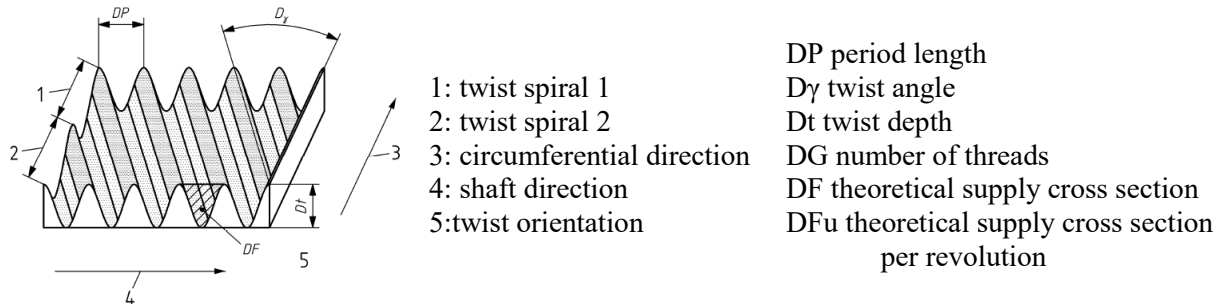 DP
Dγ
1
2
3
Dt
DF
5
4
1: twist spiral 1
2: twist spiral 2
3: circumferential direction
4: shaft direction
5:twist orientation
DP period length
Dγ twist angle
Dt twist depth
DG number of threads
DF theoretical supply cross section
DFu theoretical supply cross section
per revolution